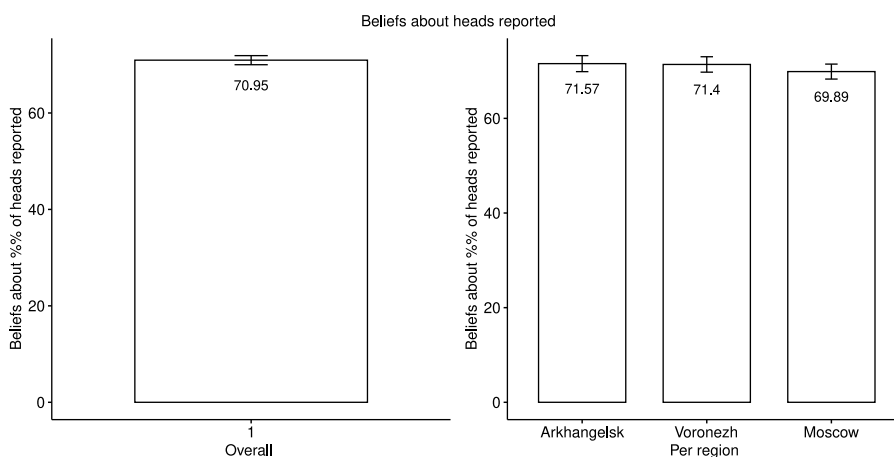 Beliefs about heads reported
Beliefs about %% of heads reported
60
40
20
0
70.95
1
Overall
Beliefs about %% of heads reported
60
40
20
0
71.57
71.4
69.89
Arkhangelsk
Voronezh
Moscow
Per region